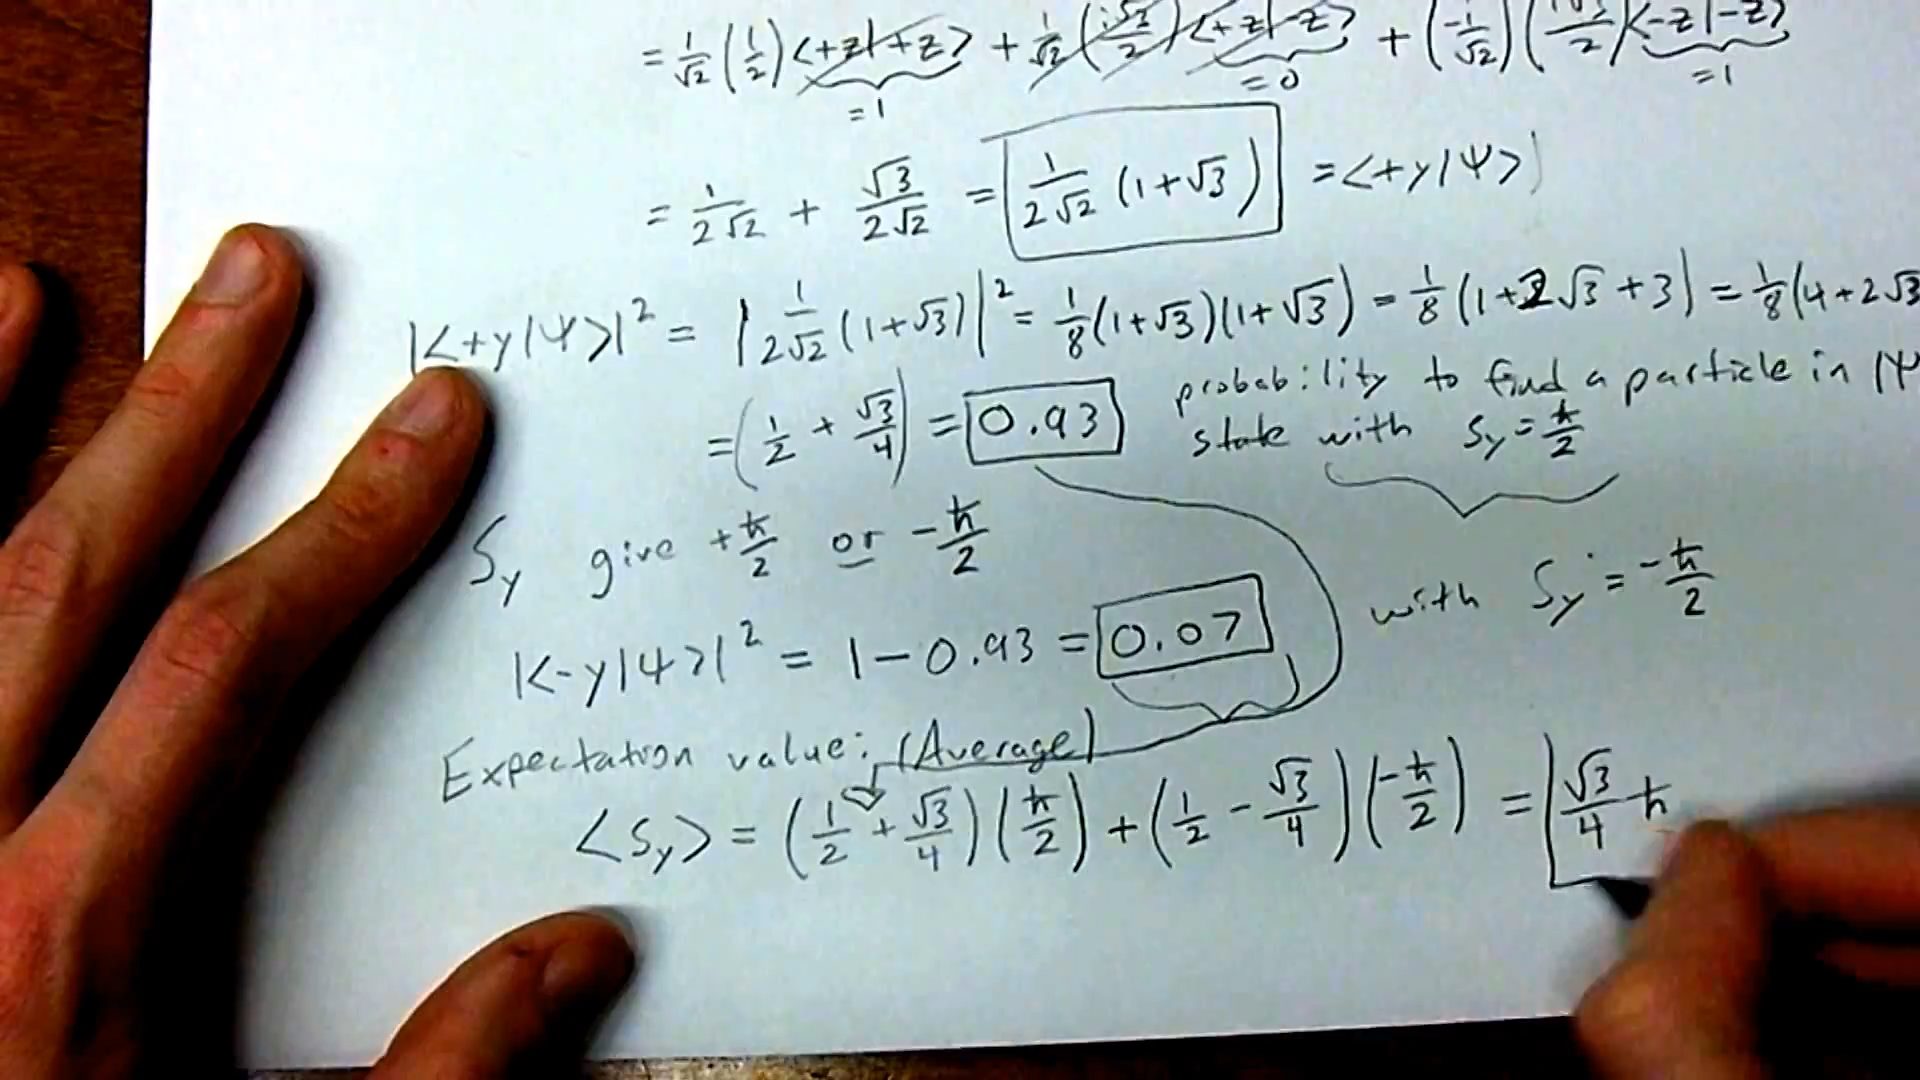 = 1/√2 (1/2) <+z|+z> + 1/√2 (i√3/2) <+z|-z> + (-i/√2) (i√3/2) <-z|-z>
=1 =0 =1
= 1/2√2 + √3/2√2 = 1/2√2 (1+√3) = <+y|Ψ>
|<+y|Ψ>|² = |1/2√2 (1+√3)|² = 1/8 (1+√3)(1+√3) = 1/8 (1+2√3+3) = 1/8 (4+2√3
= (1/2 + √3/4) = 0.93 probability to find a particle in |Ψ
state with Sy = ħ/2
Sy give +ħ/2 or -ħ/2
with Sy = -ħ/2
|<-y|Ψ>|² = 1-0.93 = 0.07
Expectation value: (Average)
<Sy> = (1/2 + √3/4)(ħ/2) + (1/2 - √3/4)(-ħ/2) = √3/4 ħ